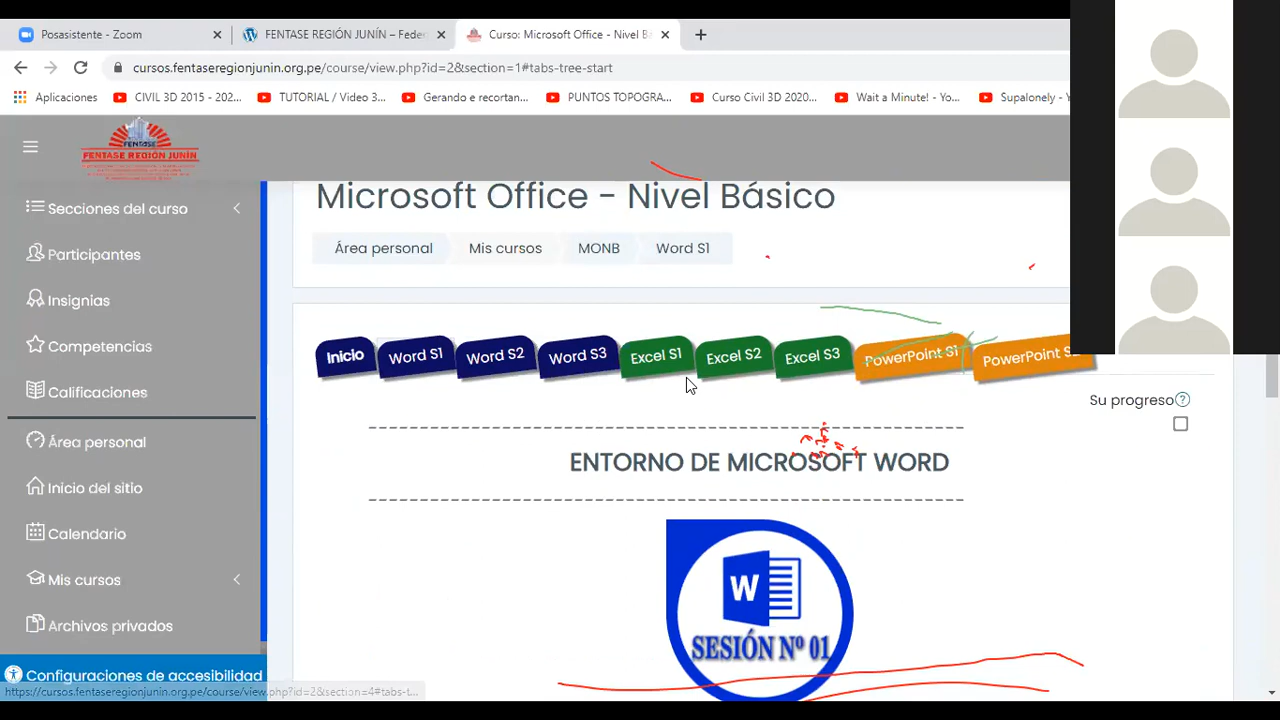 Posasistente - Zoom
FENTASE REGIÓN JUNÍN – Feder
Curso: Microsoft Office - Nivel B
cursos.fentaseregionjunin.org.pe/course/view.php?id=2&section=1#tabs-tree-start
Aplicaciones
CIVIL 3D 2015 - 202...
TUTORIAL / Video 3...
Gerando e recortan...
PUNTOS TOPOGRA...
Curso Civil 3D 2020...
Wait a Minute! - Yo...
Supalonely - Y
FENTASE
FENTASE REGIÓN JUNÍN
Microsoft Office - Nivel Básico
Área personal
Mis cursos
MONB
Word S1
Secciones del curso
Participantes
Insignias
Competencias
Calificaciones
Área personal
Inicio del sitio
Calendario
Mis cursos
Archivos privados
Configuraciones de accesibilidad
Inicio
Word S1
Word S2
Word S3
Excel S1
Excel S2
Excel S3
PowerPoint S1
PowerPoint S
Su progreso
ENTORNO DE MICROSOFT WORD
W
SESIÓN Nº 01
https://cursos.fentaseregionjunin.org.pe/course/view.php?id=2&section=4#tabs-t...